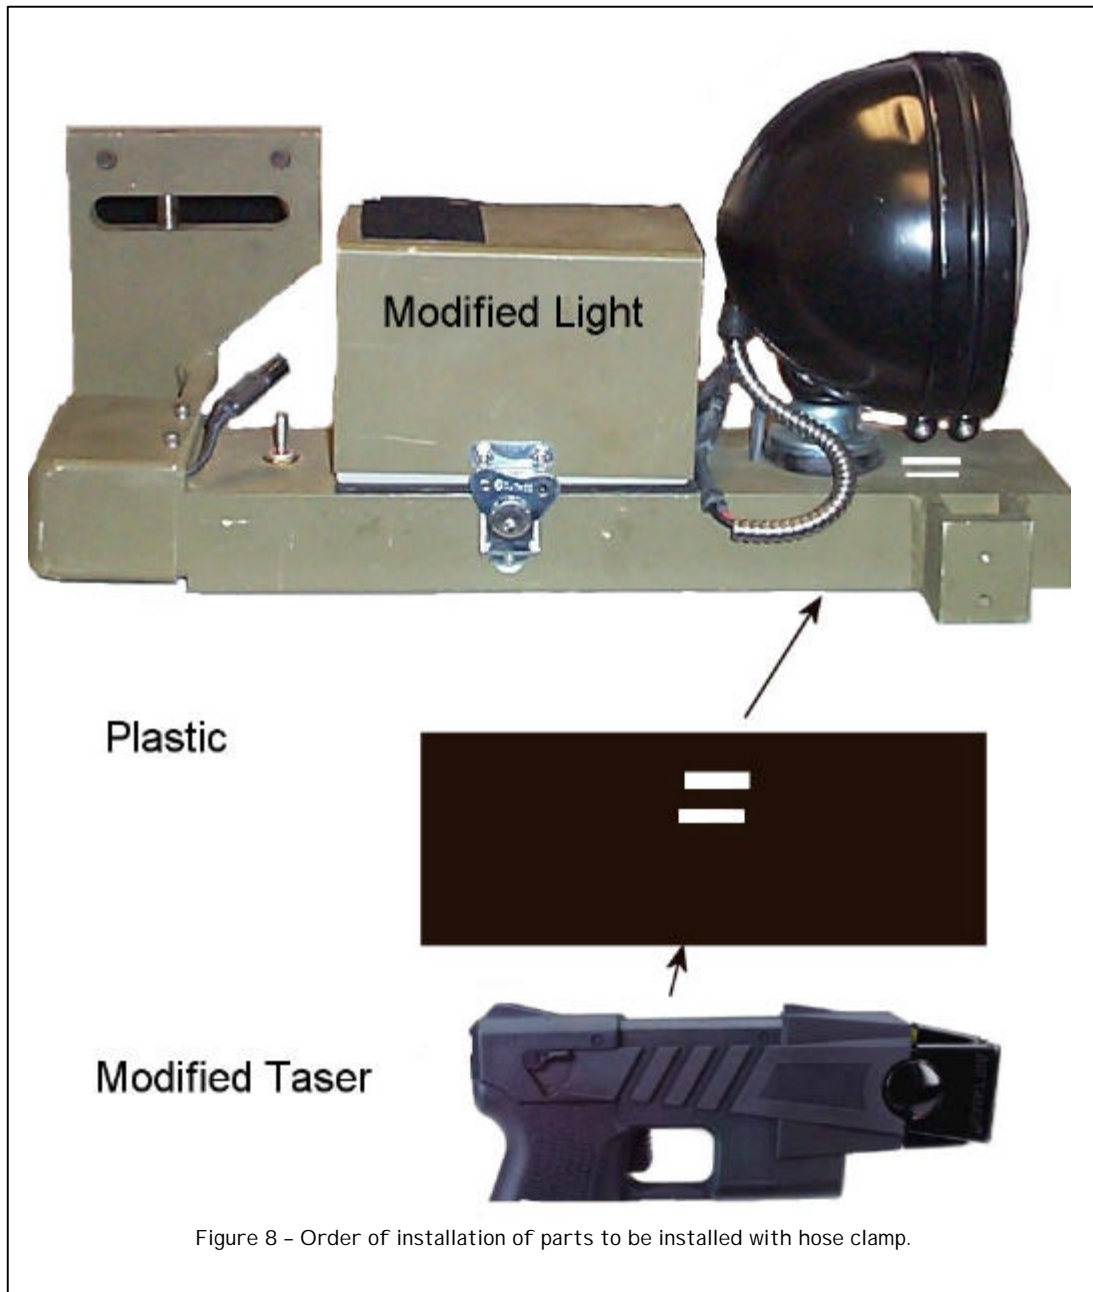 Modified Light
Plastic
Modified Taser
Figure 8 – Order of installation of parts to be installed with hose clamp.